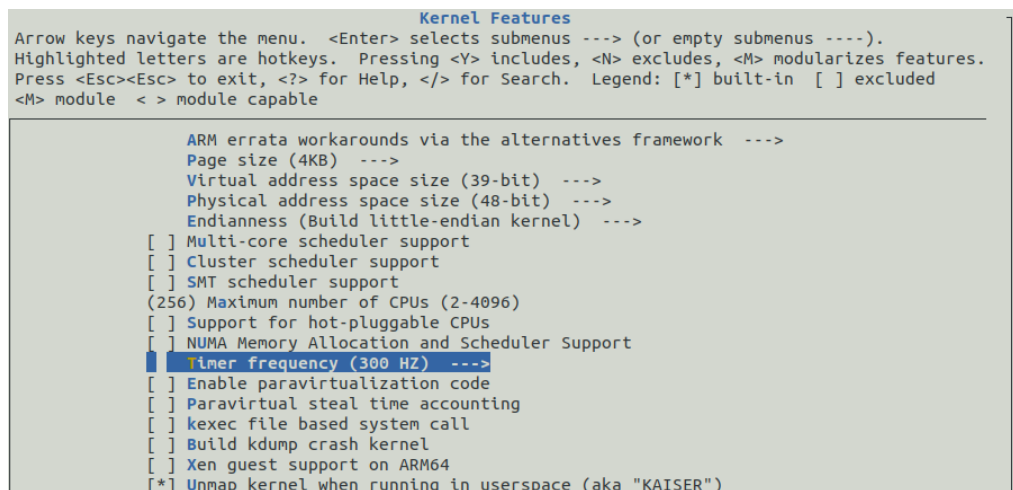 Kernel Features
Arrow keys navigate the menu. <Enter> selects submenus ---> (or empty submenus ----).
Highlighted letters are hotkeys. Pressing <Y> includes, <N> excludes, <M> modularizes features.
Press <Esc><Esc> to exit, <?> for Help, </> for Search. Legend: [*] built-in [ ] excluded
<M> module < > module capable
ARM errata workarounds via the alternatives framework --->
Page size (4KB) --->
Virtual address space size (39-bit) --->
Physical address space size (48-bit) --->
Endianness (Build little-endian kernel) --->
[ ] Multi-core scheduler support
[ ] Cluster scheduler support
[ ] SMT scheduler support
(256) Maximum number of CPUs (2-4096)
[ ] Support for hot-pluggable CPUs
[ ] NUMA Memory Allocation and Scheduler Support
Timer frequency (300 HZ) --->
[ ] Enable paravirtualization code
[ ] Paravirtual steal time accounting
[ ] kexec file based system call
[ ] Build kdump crash kernel
[ ] Xen guest support on ARM64
[*] Unmap kernel when running in userspace (aka "KAISER")